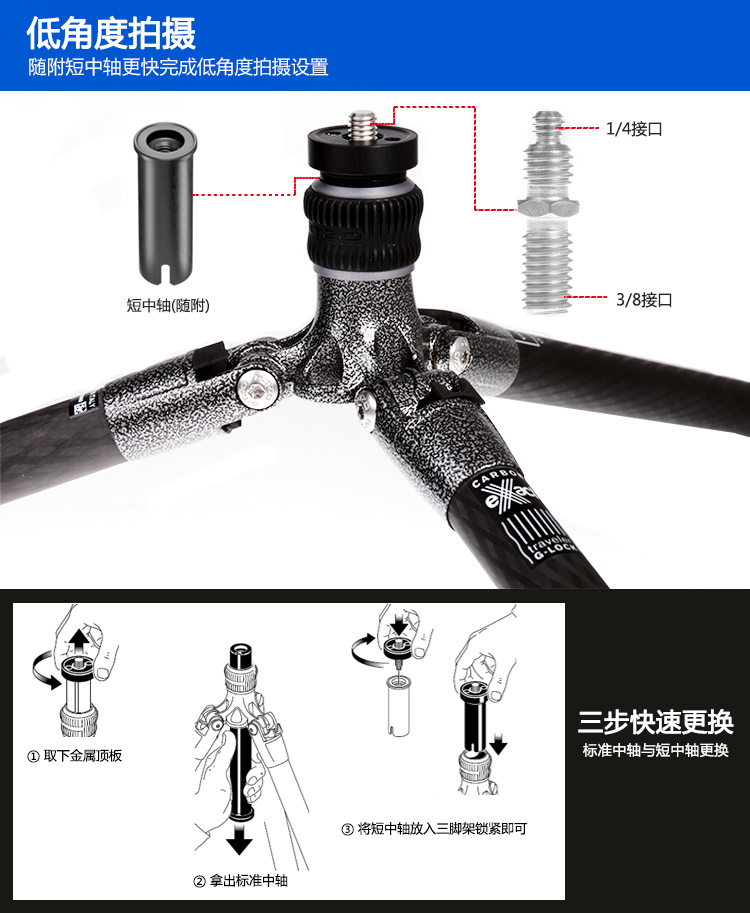 低角度拍摄
随附短中轴更快完成低角度拍摄设置
1/4接口
短中轴(随附)
3/8接口
eXact
traveler
G-LOCK
① 取下金属顶板
② 拿出标准中轴
③ 将短中轴放入三脚架锁紧即可
三步快速更换
标准中轴与短中轴更换